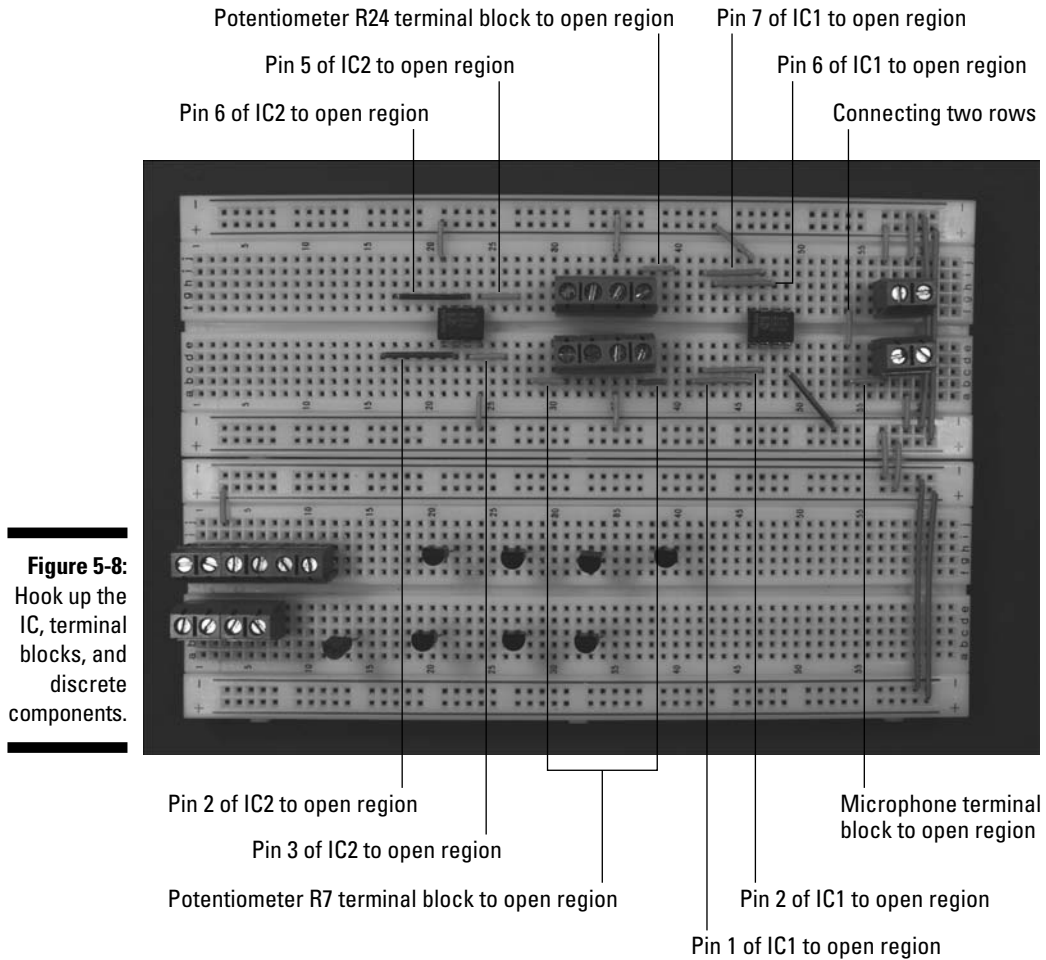 Potentiometer R24 terminal block to open region
Pin 7 of IC1 to open region
Pin 5 of IC2 to open region
Pin 6 of IC1 to open region
Pin 6 of IC2 to open region
Connecting two rows
Figure 5-8:
Hook up the
IC, terminal
blocks, and
discrete
components.
Pin 2 of IC2 to open region
Microphone terminal
block to open region
Pin 3 of IC2 to open region
Potentiometer R7 terminal block to open region
Pin 2 of IC1 to open region
Pin 1 of IC1 to open region